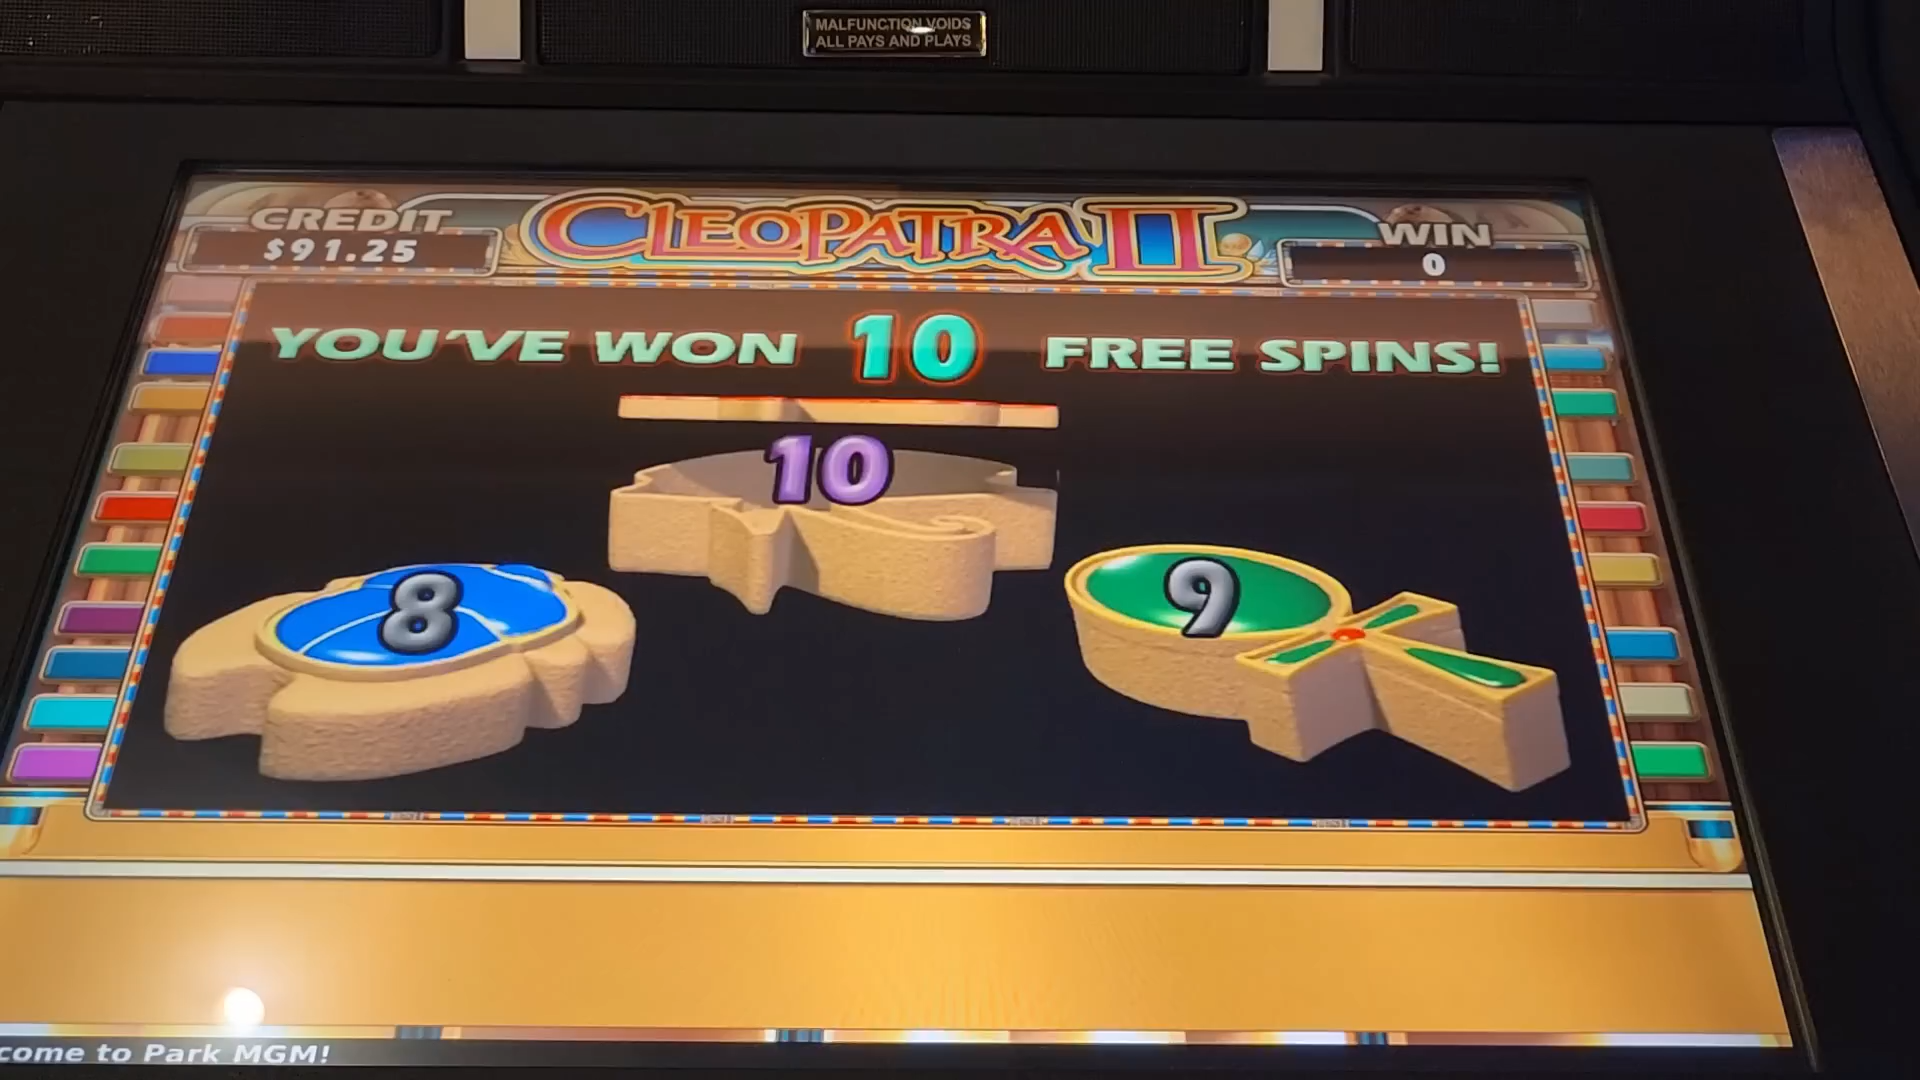 MALFUNCTION VOIDS
ALL PAYS AND PLAYS
CREDIT
$91.25
CLEOPATRA II
WIN
0
YOU'VE WON 10 FREE SPINS!
10
8
9
come to Park MGM!